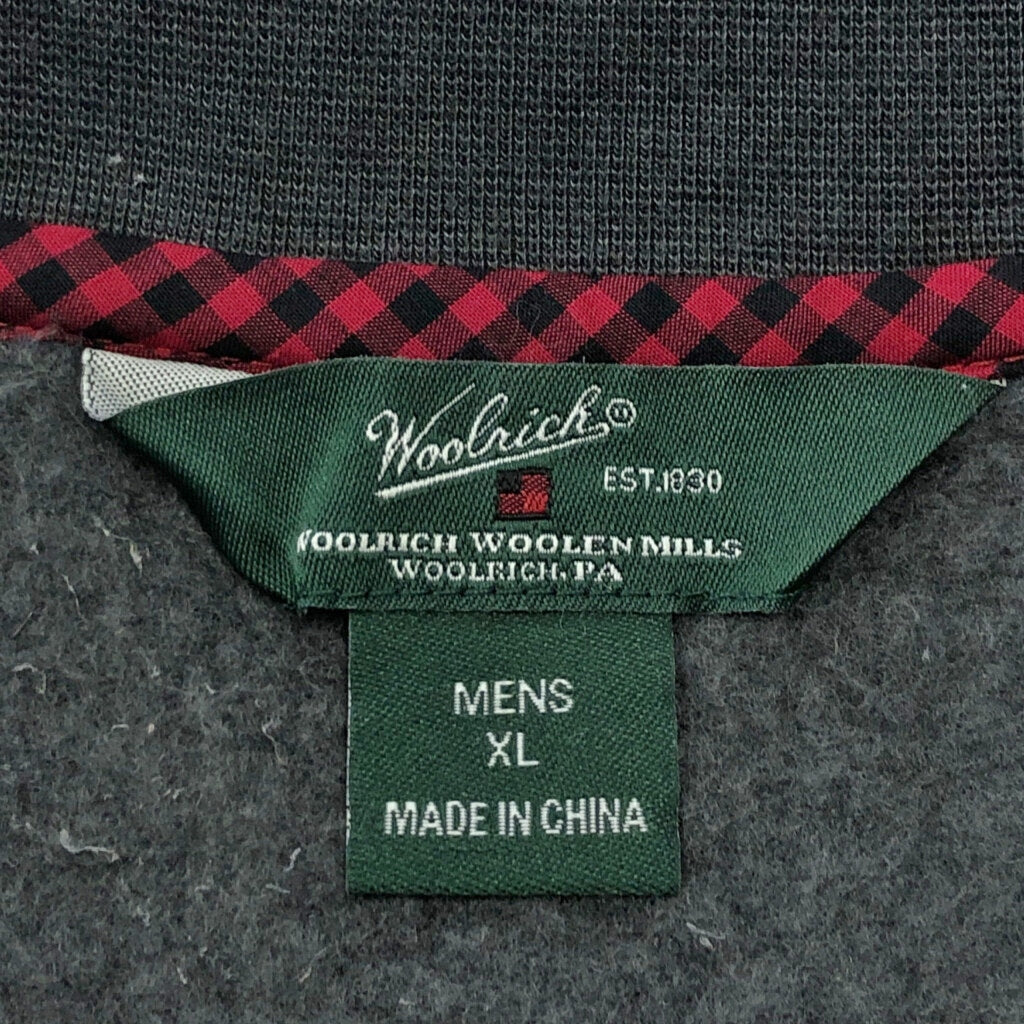 Woolrich
EST.1830
WOOLRICH WOOLEN MILLS
WOOLRICH, PA
MENS
XL
MADE IN CHINA